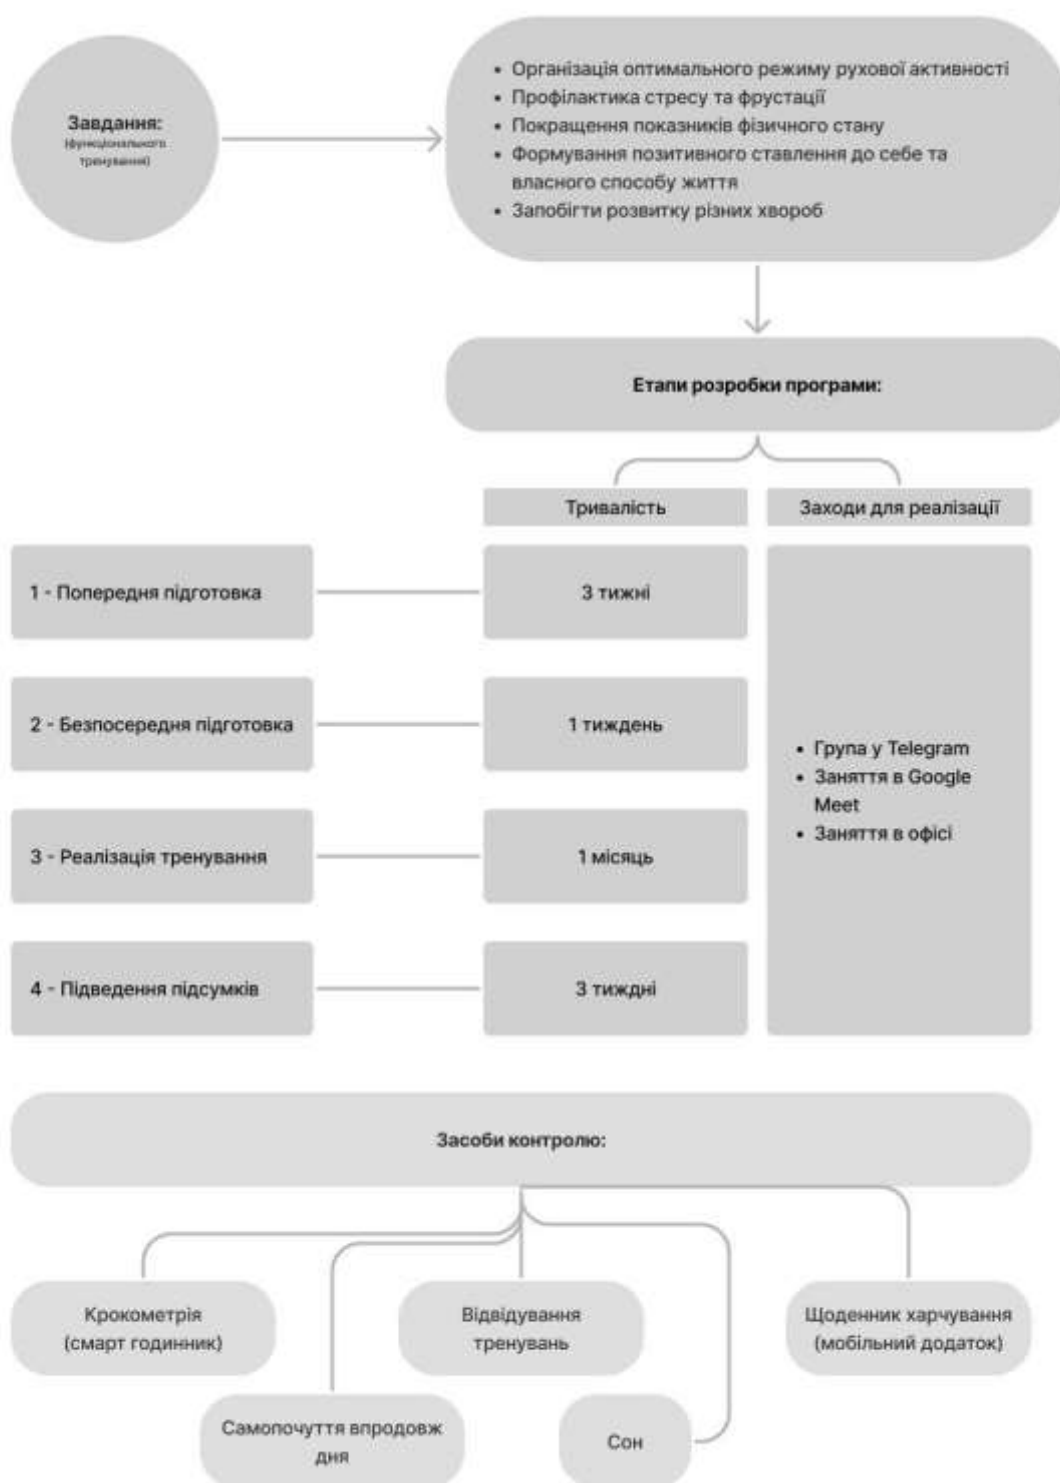 Завдання:
(функціонального
тренування)
• Організація оптимального режиму рухової активності
• Профілактика стресу та фрустації
• Покращення показників фізичного стану
• Формування позитивного ставлення до себе та
власного способу життя
• Запобігти розвитку різних хвороб
Етапи розробки програми:
Тривалість
Заходи для реалізації
1 - Попередня підготовка
3 тижні
2 - Безпосередня підготовка
1 тиждень
• Група у Telegram
• Заняття в Google
Meet
• Заняття в офісі
3 - Реалізація тренування
1 місяць
4 - Підведення підсумків
3 тиждні
Засоби контролю:
Крокометрія
(смарт годинник)
Відвідування
тренувань
Щоденник харчування
(мобільний додаток)
Самопочуття впродовж
дня
Сон